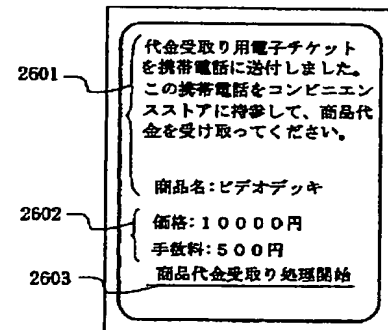 代金受取り用電子チケット
を携帯電話に送付しました。
この携帯電話をコンビニエン
スストアに持参して、商品代
金を受け取ってください。
商品名:ビデオデッキ
価格:10000円
手数料:500円
商品代金受取り処理開始
2601
2602
2603